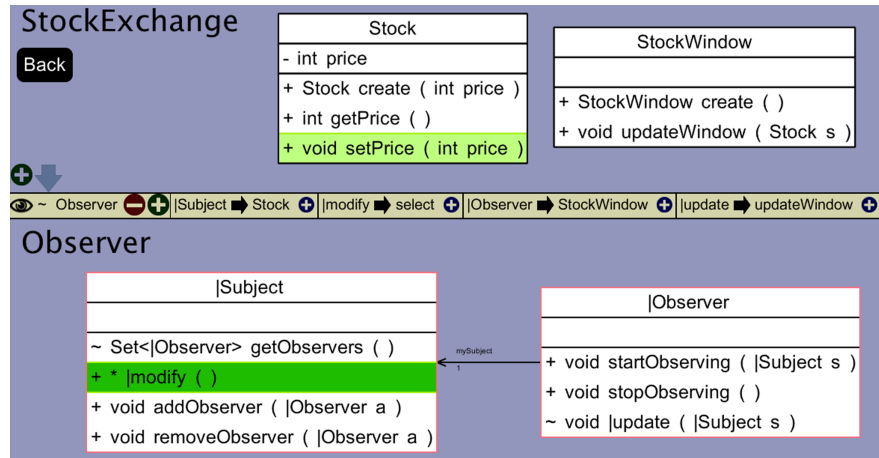 StockExchange
Back
Stock
- int price
+ Stock create ( int price )
+ int getPrice ( )
+ void setPrice ( int price )
StockWindow
+ StockWindow create ( )
+ void updateWindow ( Stock s )
~ Observer |Subject Stock |modify select |Observer StockWindow |update updateWindow
Observer
|Subject
~ Set<|Observer> getObservers ( )
+ * |modify ( )
+ void addObserver ( |Observer a )
+ void removeObserver ( |Observer a )
mySubject
1
|Observer
+ void startObserving ( |Subject s )
+ void stopObserving ( )
~ void |update ( |Subject s )